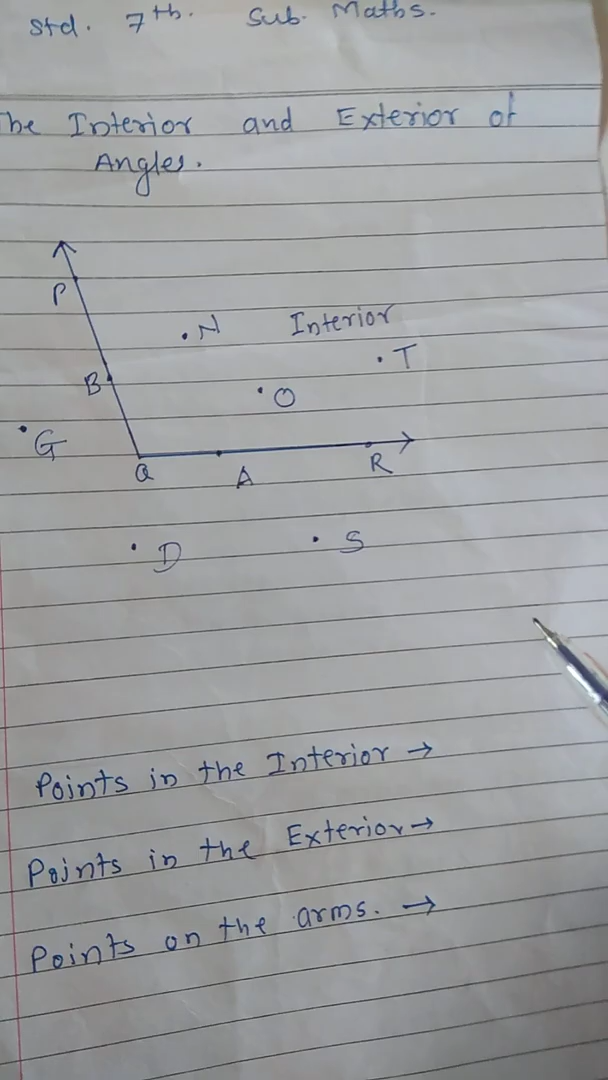 Std. 7th. Sub. Maths.
The Interior and Exterior of
Angles.
P
N Interior
T
B
O
G
Q A R
D S
Points in the Interior →
Points in the Exterior →
Points on the arms. →